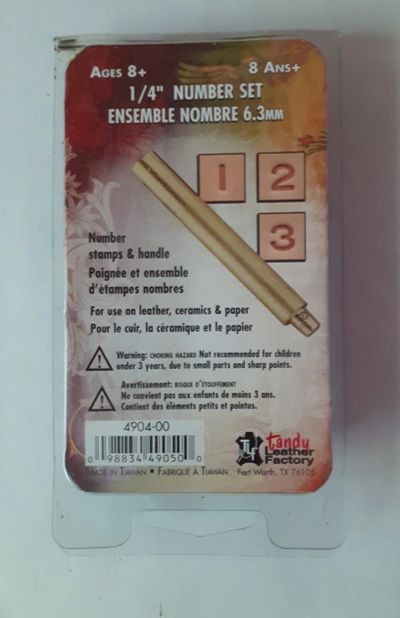 AGES 8+ 8 ANS+
1/4" NUMBER SET
ENSEMBLE NOMBRE 6.3MM
1 2
3
Number
stamps & handle
Poignée et ensemble
d'étampes nombres
For use on leather, ceramics & paper
Pour le cuir, la céramique et le papier
Warning: CHOKING HAZARD Not recommended for children
under 3 years, due to small parts and sharp points.
Avertissement: RISQUE D'ÉTOUFFEMENT
Ne convient pas aux enfants de moins 3 ans.
Contient des éléments petits et pointus.
4904-00
0 98834 49050 0
MADE IN TIAWAN • FABRIQUÉ À TIAWAN
TLF
Tandy
Leather
Factory
Fort Worth, TX 76105